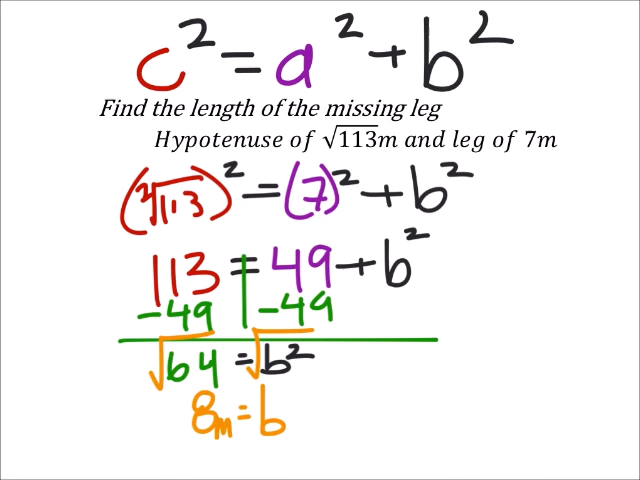 c² = a² + b²
Find the length of the missing leg
Hypotenuse of √113m and leg of 7m
(²√113)² = (7)² + b²
113 = 49 + b²
-49 -49
√64 = √b²
8m = b